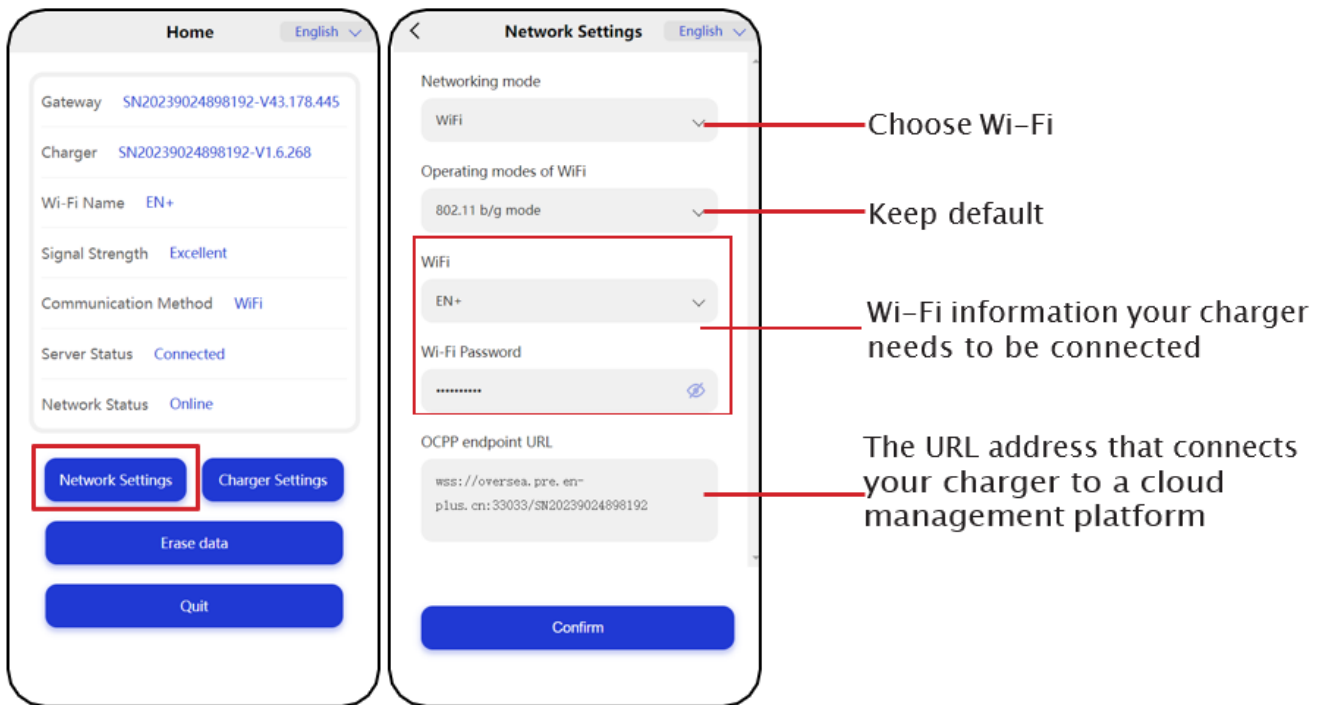 Home
English
Gateway SN20239024898192-V43.178.445
Charger SN20239024898192-V1.6.268
Wi-Fi Name EN+
Signal Strength Excellent
Communication Method WiFi
Server Status Connected
Network Status Online
Network Settings
Charger Settings
Erase data
Quit
Network Settings
English
Networking mode
WiFi
Operating modes of WiFi
802.11 b/g mode
WiFi
EN+
Wi-Fi Password
••••••••••
OCPP endpoint URL
wss://oversea.pre.en-
plus.cn:33033/SN20239024898192
Confirm
Choose Wi-Fi
Keep default
Wi-Fi information your charger
needs to be connected
The URL address that connects
your charger to a cloud
management platform